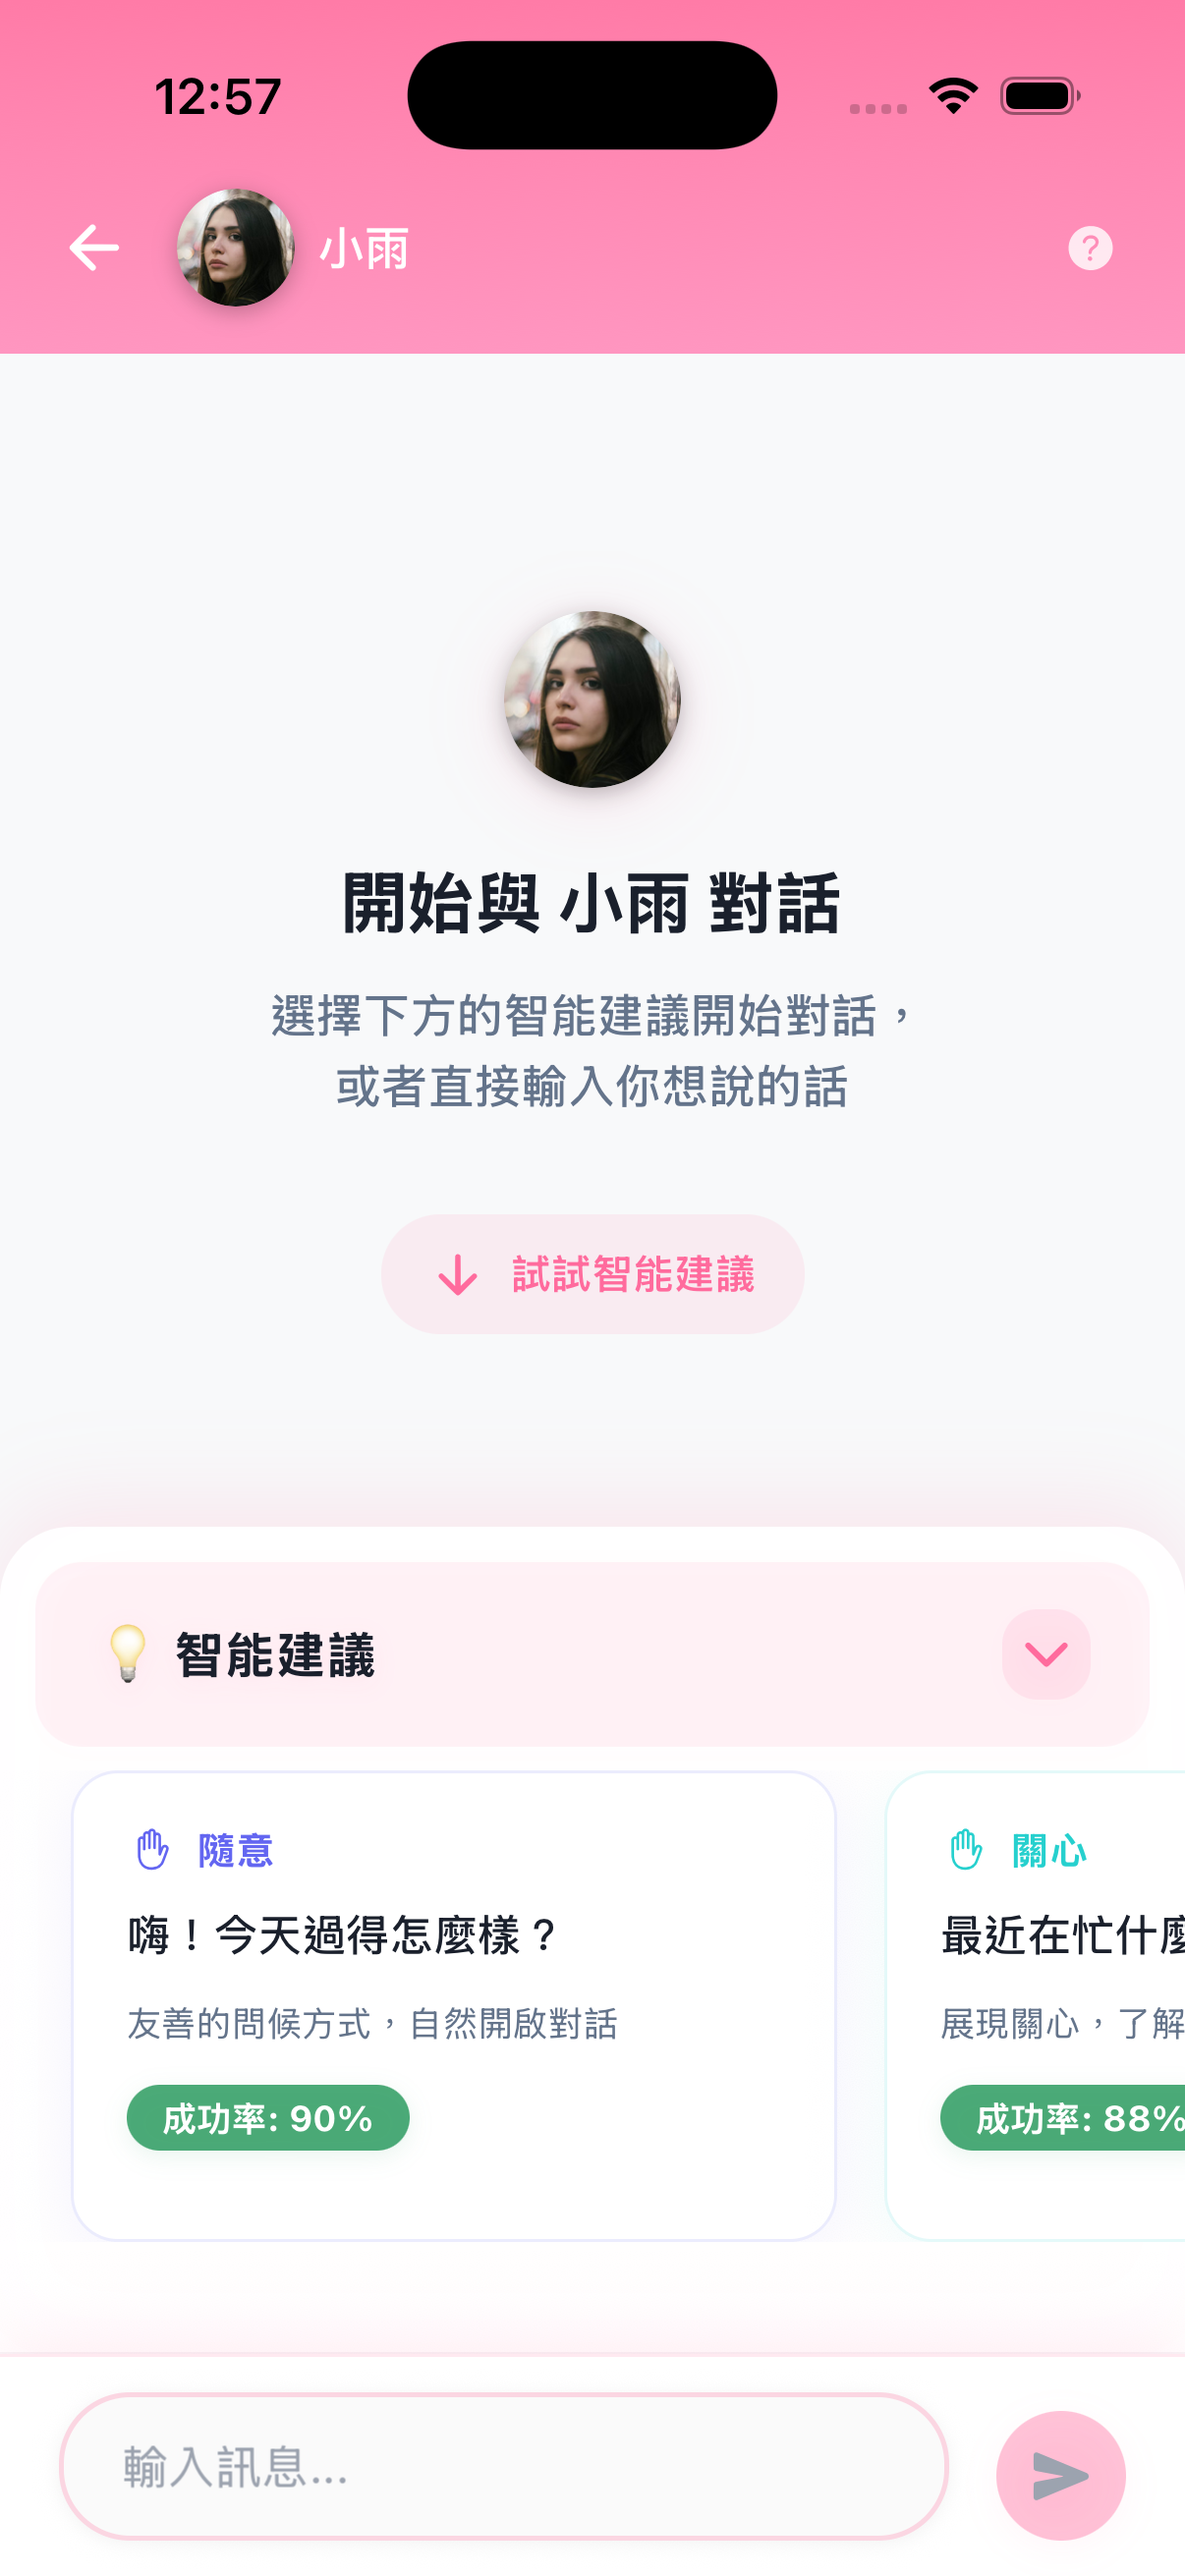 12:57
小雨
?
開始與 小雨 對話
選擇下方的智能建議開始對話，
或者直接輸入你想說的話
試試智能建議
智能建議
隨意
嗨！今天過得怎麼樣？
友善的問候方式，自然開啟對話
成功率: 90%
關心
最近在忙什麼
展現關心，了解
成功率: 88%
輸入訊息...